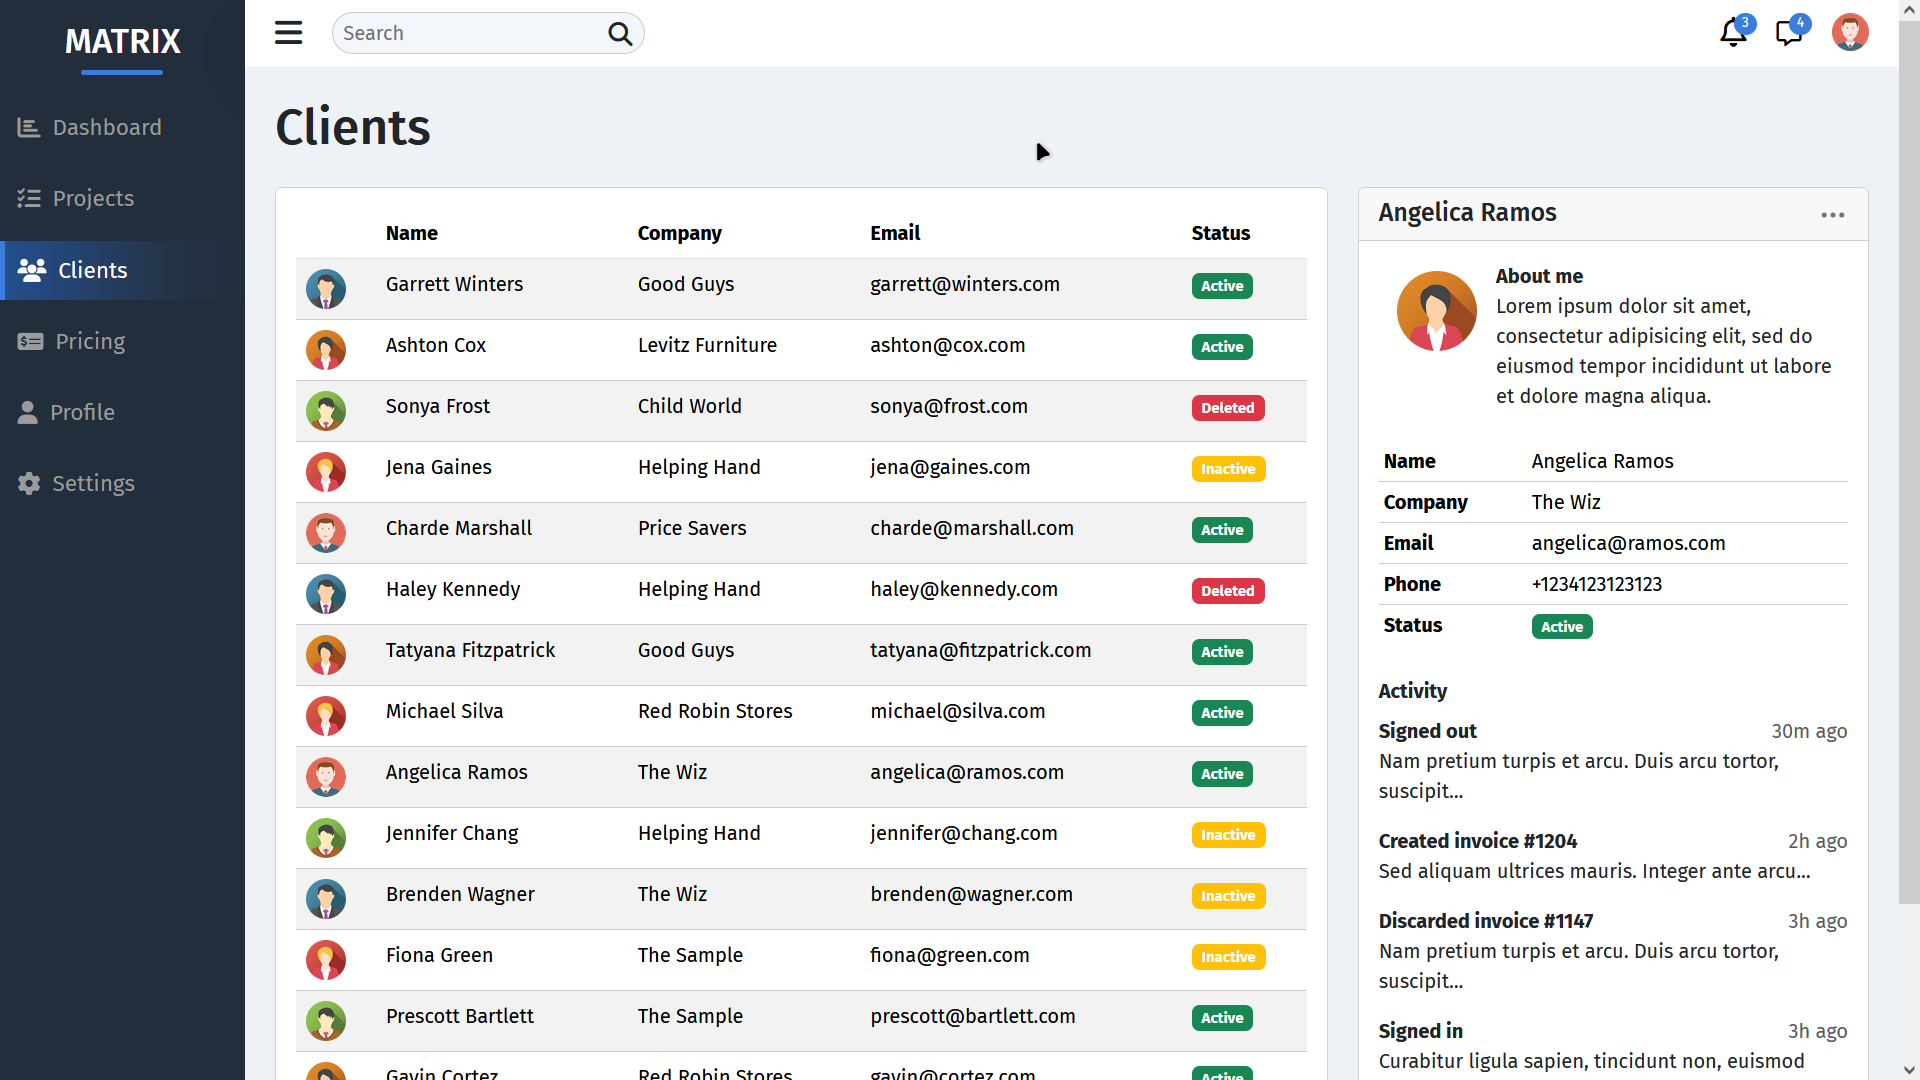 MATRIX
Dashboard
Projects
Clients
Pricing
Profile
Settings
Search
3
4
Clients
Name Company Email Status
Garrett Winters Good Guys garrett@winters.com Active
Ashton Cox Levitz Furniture ashton@cox.com Active
Sonya Frost Child World sonya@frost.com Deleted
Jena Gaines Helping Hand jena@gaines.com Inactive
Charde Marshall Price Savers charde@marshall.com Active
Haley Kennedy Helping Hand haley@kennedy.com Deleted
Tatyana Fitzpatrick Good Guys tatyana@fitzpatrick.com Active
Michael Silva Red Robin Stores michael@silva.com Active
Angelica Ramos The Wiz angelica@ramos.com Active
Jennifer Chang Helping Hand jennifer@chang.com Inactive
Brenden Wagner The Wiz brenden@wagner.com Inactive
Fiona Green The Sample fiona@green.com Inactive
Prescott Bartlett The Sample prescott@bartlett.com Active
Gavin Cortez Red Robin Stores gavin@cortez.com Active
Angelica Ramos
About me
Lorem ipsum dolor sit amet,
consectetur adipisicing elit, sed do
eiusmod tempor incididunt ut labore
et dolore magna aliqua.
Name Angelica Ramos
Company The Wiz
Email angelica@ramos.com
Phone +1234123123123
Status Active
Activity
Signed out 30m ago
Nam pretium turpis et arcu. Duis arcu tortor,
suscipit...
Created invoice #1204 2h ago
Sed aliquam ultrices mauris. Integer ante arcu...
Discarded invoice #1147 3h ago
Nam pretium turpis et arcu. Duis arcu tortor,
suscipit...
Signed in 3h ago
Curabitur ligula sapien, tincidunt non, euismod